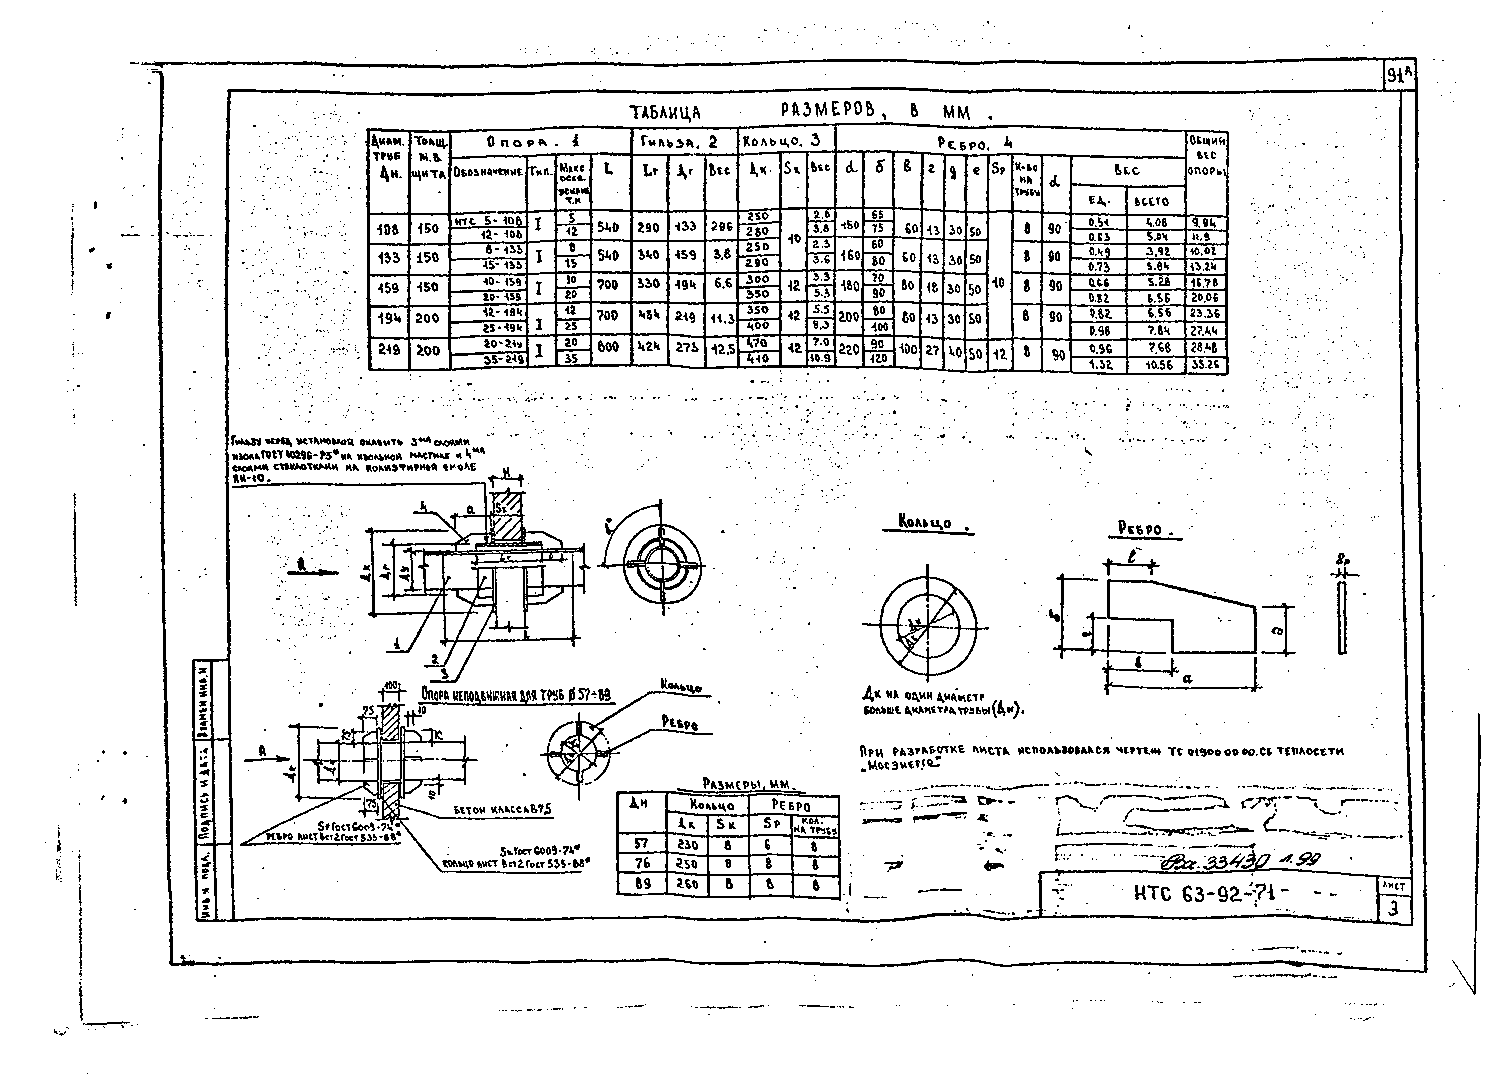 91А
ТАБЛИЦА РАЗМЕРОВ, В ММ.
ДИАМ. ТРУБ ДН. ТОЛЩ. М.В. ЩИТА ОПОРА. 1 ГИЛЬЗА. 2 КОЛЬЦО. 3 РЕБРО. 4 ОБЩИЙ ВЕС ОПОРЫ
ОБОЗНАЧЕНИЕ ТИП. L Lг Дг ВЕС Дк. Sк ВЕС d б в г д е Sр К-ВО НА ТРУБУ d ВЕС
ЕД. ВСЕГО
108 150 НТС 5-108 I 5 540 290 133 2,86 250 10 2.8 150 65 60 13 30 50 10 8 90 0.51 4.08 9.94
12-108 12 280 3.8 75 0.63 5.04 11.9
133 150 8-133 I 8 540 340 159 3,8 250 2.3 160 60 60 13 30 50 8 90 0.49 3.92 10.02
15-133 15 290 3.6 80 0.73 5.84 13.24
159 150 10-159 I 10 700 330 194 6,6 300 12 3.3 180 70 80 18 30 50 8 90 0.66 5.28 16.78
20-159 20 350 5.3 90 0.82 6.56 20.06
194 200 12-194 I 12 700 484 219 11.3 350 12 5.5 200 80 80 13 30 50 8 90 0.82 6.56 23.36
25-194 25 400 8.3 100 0.98 7.84 27.44
219 200 20-219 I 20 800 424 273 12,5 470 12 7.0 220 90 100 27 40 50 12 8 90 0.96 7.68 28.48
35-219 35 410 10.9 120 1.32 10.56 35.26
ГИЛЬЗУ ПЕРЕД УСТАНОВКОЙ ОКЛЕИТЬ 3МЯ СЛОЯМИ
ИЗОЛА ГОСТ 10296-75* НА ИЗОЛЬНОЙ МАСТИКЕ И 4МЯ
СЛОЯМИ СТЕКЛОТКАНИ НА ПОЛИЭФИРНОЙ СМОЛЕ
ПН-10.
КОЛЬЦО.
РЕБРО.
Дк НА ОДИН ДИАМЕТР
БОЛЬШЕ ДИАМЕТРА ТРУБЫ (Дн).
ОПОРА НЕПОДВИЖНАЯ ДЛЯ ТРУБ Ø 57÷89
КОЛЬЦО
РЕБРО
100
75
10
БЕТОН КЛАССА В 7,5
Sр ГОСТ 6009-74*
РЕБРО ЛИСТ Вст2 ГОСТ 535-88*
Sк ГОСТ 6009-74*
КОЛЬЦО ЛИСТ Вст2 ГОСТ 535-88*
ПРИ РАЗРАБОТКЕ ЛИСТА ИСПОЛЬЗОВАЛСЯ ЧЕРТЕЖ ТС 01900 00 00.СБ ТЕПЛОСЕТИ
„МОСЭНЕРГО"
РАЗМЕРЫ, ММ.
ДН КОЛЬЦО РЕБРО
Дк Sк Sр КОЛ. НА ТРУБУ
57 230 8 6 8
76 250 8 8 8
89 260 8 8 8
33430 1.99
НТС 63-92-71
ЛИСТ
3
ВЗАМЕН ИНВ.N
ПОДПИСЬ И ДАТА
ИНВ N ПОДЛ.